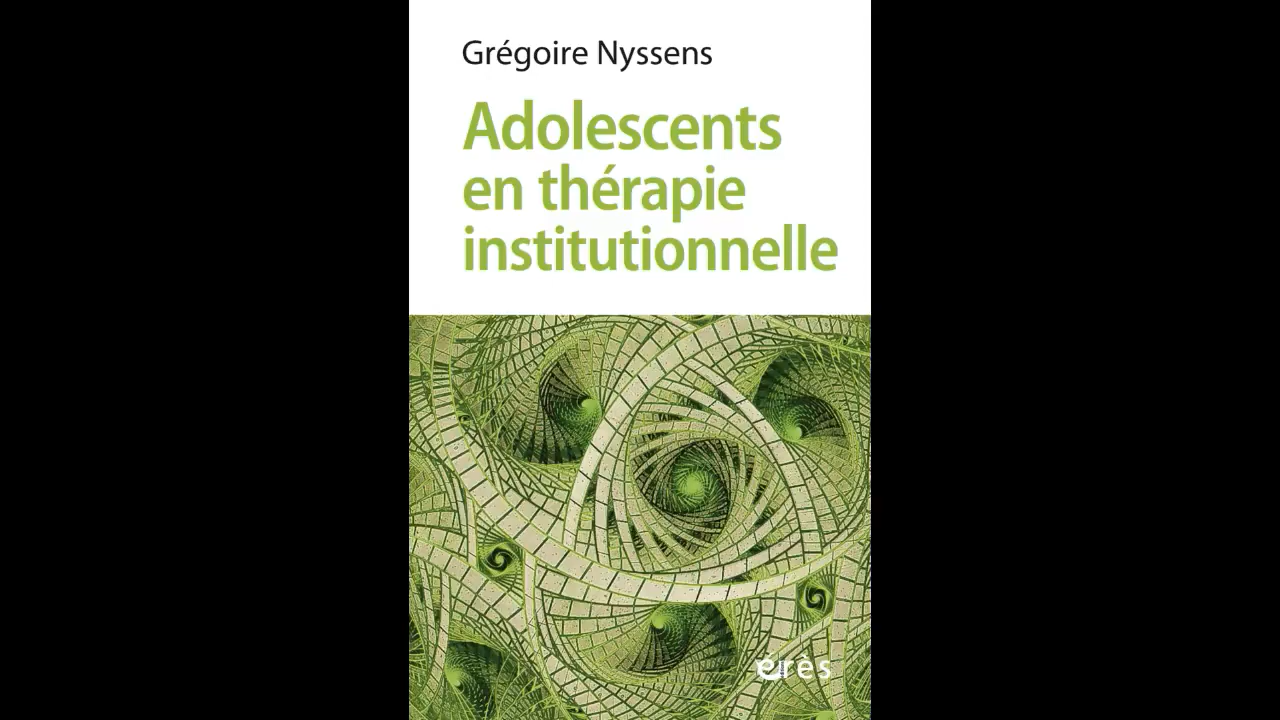 Grégoire Nyssens
Adolescents
en thérapie
institutionnelle
érès